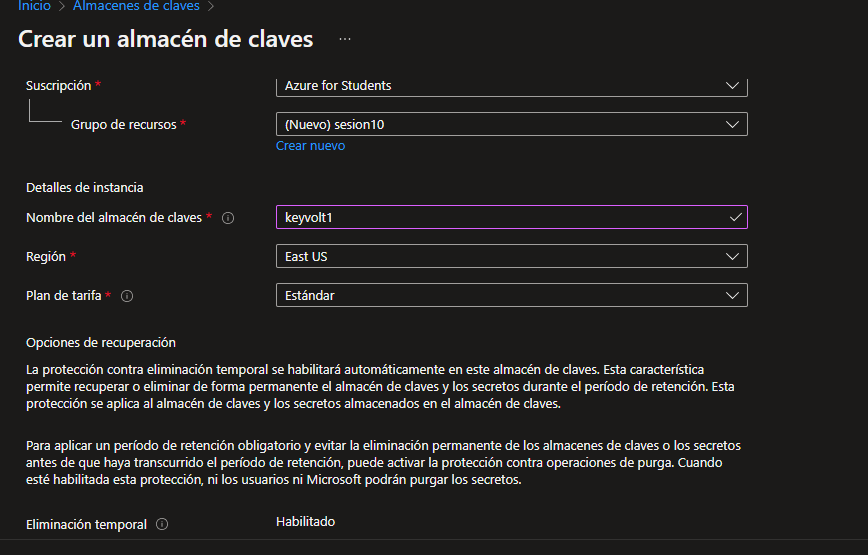 Inicio > Almacenes de claves >
Crear un almacén de claves ...
Suscripción * Azure for Students
Grupo de recursos * (Nuevo) sesion10
Crear nuevo
Detalles de instancia
Nombre del almacén de claves * keyvolt1
Región * East US
Plan de tarifa * Estándar
Opciones de recuperación
La protección contra eliminación temporal se habilitará automáticamente en este almacén de claves. Esta característica
permite recuperar o eliminar de forma permanente el almacén de claves y los secretos durante el período de retención. Esta
protección se aplica al almacén de claves y los secretos almacenados en el almacén de claves.
Para aplicar un período de retención obligatorio y evitar la eliminación permanente de los almacenes de claves o los secretos
antes de que haya transcurrido el período de retención, puede activar la protección contra operaciones de purga. Cuando
esté habilitada esta protección, ni los usuarios ni Microsoft podrán purgar los secretos.
Eliminación temporal Habilitado